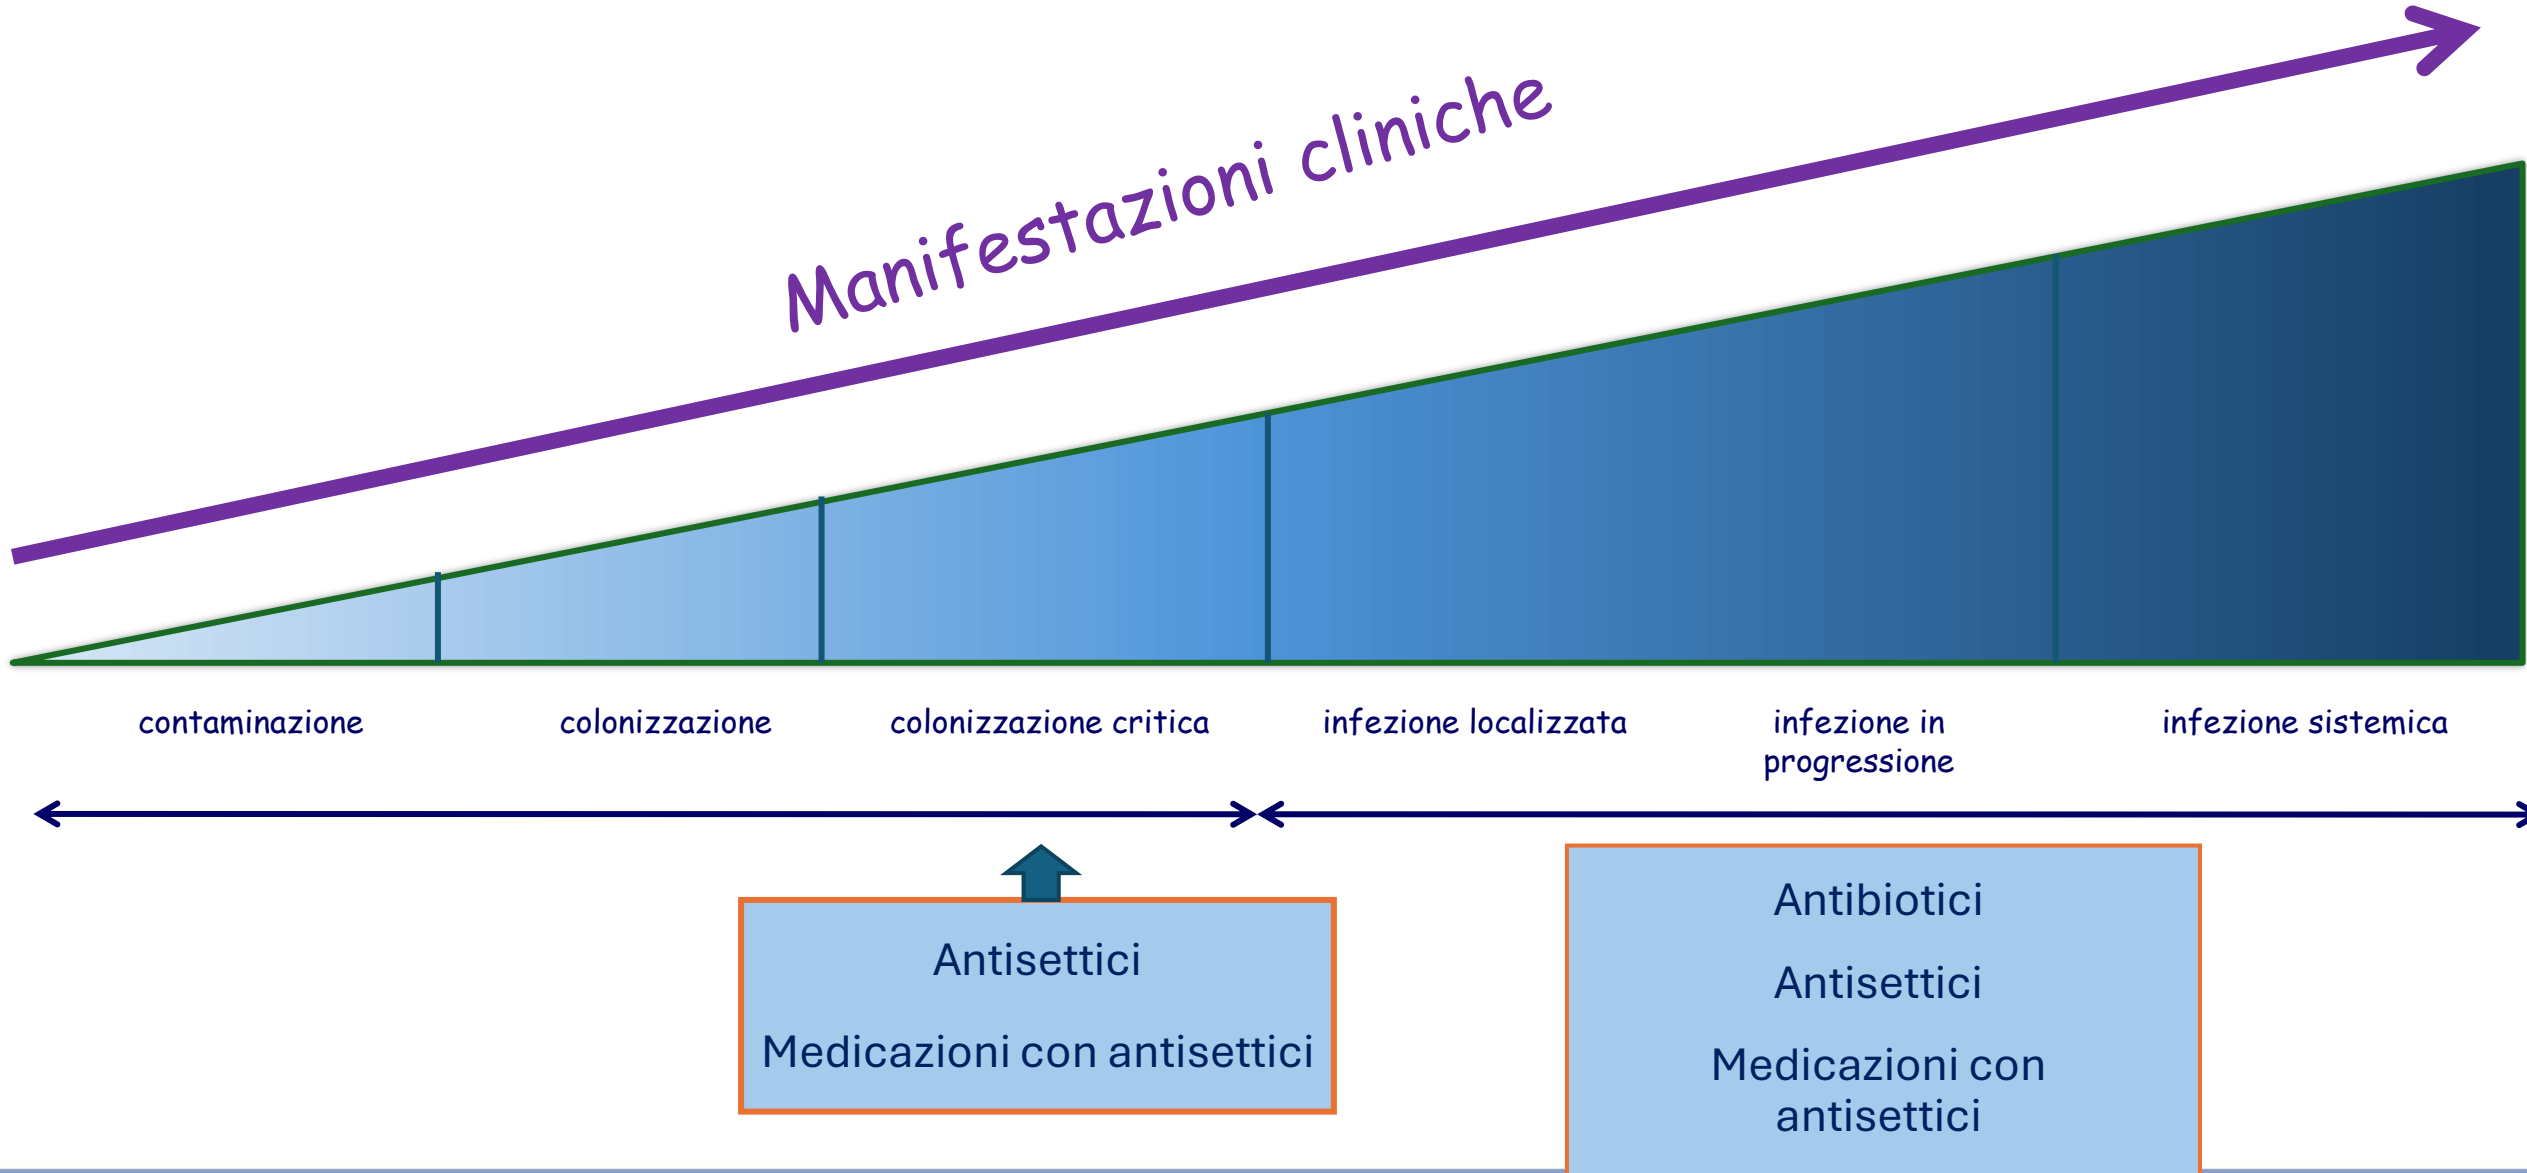 Manifestazioni cliniche
contaminazione
colonizzazione
colonizzazione critica
infezione localizzata
infezione in
progressione
infezione sistemica
Antisettici
Medicazioni con antisettici
Antibiotici
Antisettici
Medicazioni con
antisettici